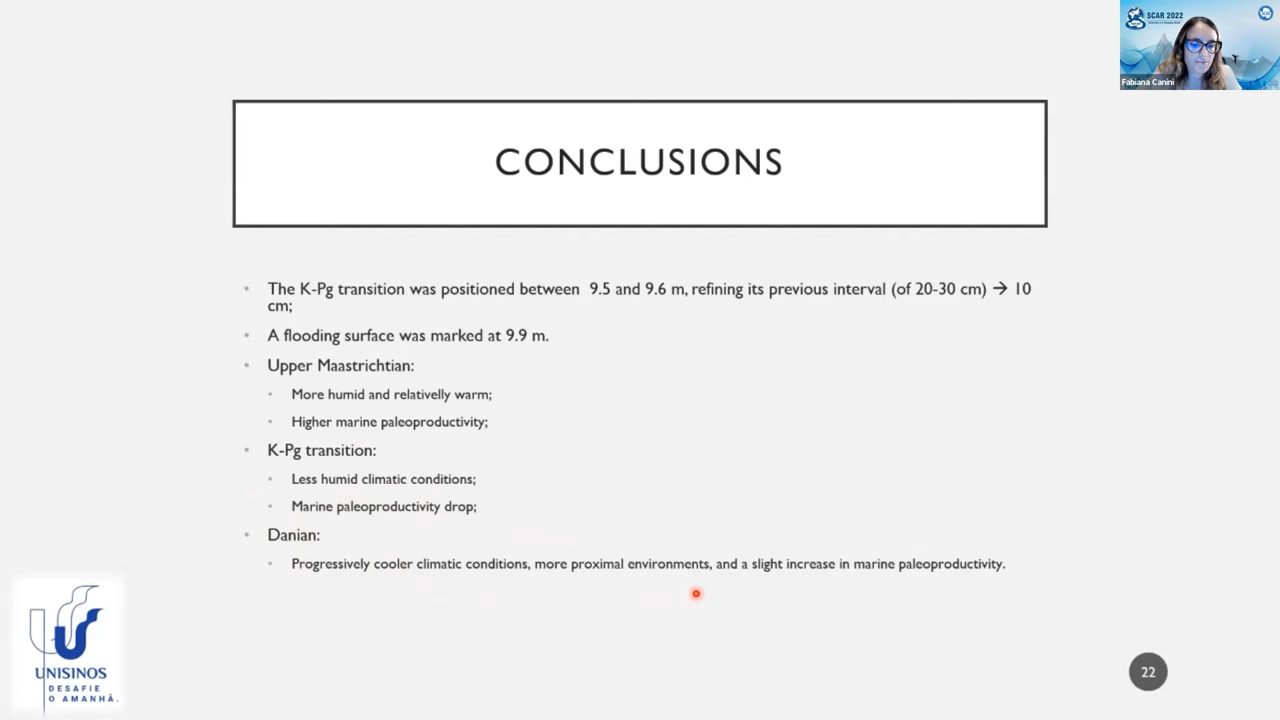 SCAR 2022
Fabiana Canini
CONCLUSIONS
• The K-Pg transition was positioned between 9.5 and 9.6 m, refining its previous interval (of 20-30 cm) → 10
cm;
• A flooding surface was marked at 9.9 m.
• Upper Maastrichtian:
• More humid and relativelly warm;
• Higher marine paleoproductivity;
• K-Pg transition:
• Less humid climatic conditions;
• Marine paleoproductivity drop;
• Danian:
• Progressively cooler climatic conditions, more proximal environments, and a slight increase in marine paleoproductivity.
UNISINOS
DESAFIE
O AMANHÃ.
22